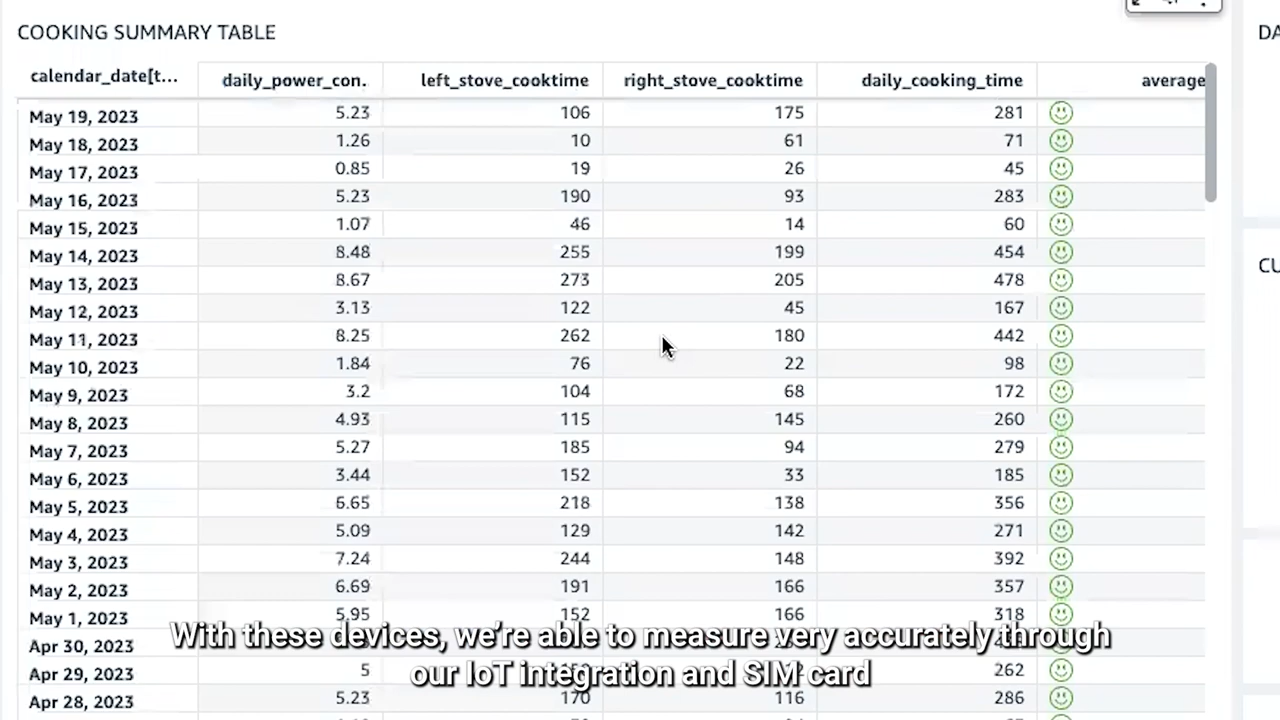 COOKING SUMMARY TABLE
DA
calendar_date[t... daily_power_con. left_stove_cooktime right_stove_cooktime daily_cooking_time average
May 19, 2023 5.23 106 175 281
May 18, 2023 1.26 10 61 71
May 17, 2023 0.85 19 26 45
May 16, 2023 5.23 190 93 283
May 15, 2023 1.07 46 14 60
May 14, 2023 8.48 255 199 454
CU
May 13, 2023 8.67 273 205 478
May 12, 2023 3.13 122 45 167
May 11, 2023 8.25 262 180 442
May 10, 2023 1.84 76 22 98
May 9, 2023 3.2 104 68 172
May 8, 2023 4.93 115 145 260
May 7, 2023 5.27 185 94 279
May 6, 2023 3.44 152 33 185
May 5, 2023 6.65 218 138 356
May 4, 2023 5.09 129 142 271
May 3, 2023 7.24 244 148 392
May 2, 2023 6.69 191 166 357
May 1, 2023 5.95 152 166 318
Apr 30, 2023
Apr 29, 2023 5 262
Apr 28, 2023 5.23 170 116 286
With these devices, we're able to measure very accurately through
our IoT integration and SIM card